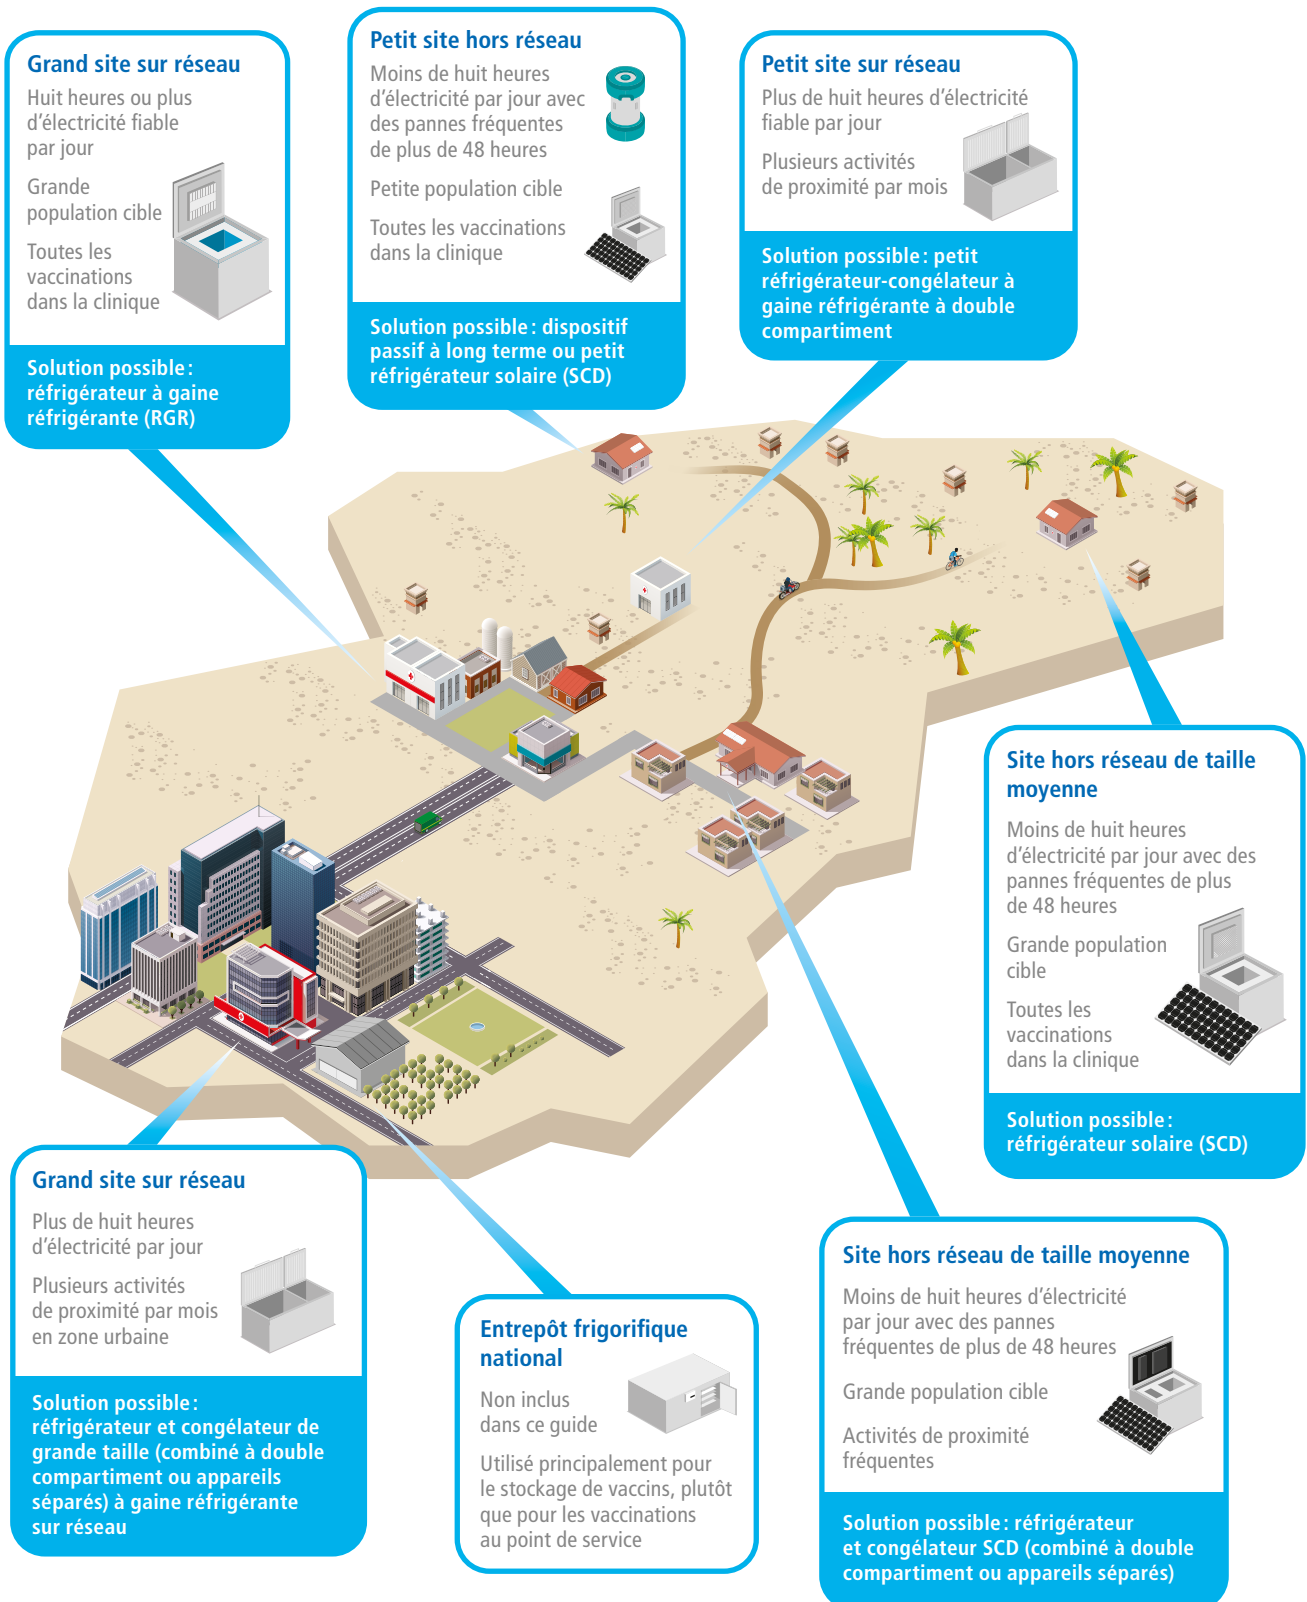 Grand site sur réseau
Huit heures ou plus
d’électricité fiable
par jour
Grande
population cible
Toutes les
vaccinations
dans la clinique
Solution possible :
réfrigérateur à gaine
réfrigérante (RGR)
Petit site hors réseau
Moins de huit heures
d’électricité par jour avec
des pannes fréquentes
de plus de 48 heures
Petite population cible
Toutes les vaccinations
dans la clinique
Solution possible : dispositif
passif à long terme ou petit
réfrigérateur solaire (SCD)
Petit site sur réseau
Plus de huit heures d’électricité
fiable par jour
Plusieurs activités
de proximité par mois
Solution possible : petit
réfrigérateur-congélateur à
gaine réfrigérante à double
compartiment
Site hors réseau de taille
moyenne
Moins de huit heures
d’électricité par jour avec des
pannes fréquentes de plus
de 48 heures
Grande population
cible
Toutes les
vaccinations
dans la clinique
Solution possible :
réfrigérateur solaire (SCD)
Grand site sur réseau
Plus de huit heures
d’électricité par jour
Plusieurs activités
de proximité par mois
en zone urbaine
Solution possible :
réfrigérateur et congélateur de
grande taille (combiné à double
compartiment ou appareils
séparés) à gaine réfrigérante
sur réseau
Entrepôt frigorifique
national
Non inclus
dans ce guide
Utilisé principalement pour
le stockage de vaccins, plutôt
que pour les vaccinations
au point de service
Site hors réseau de taille moyenne
Moins de huit heures d’électricité
par jour avec des pannes
fréquentes de plus de 48 heures
Grande population cible
Activités de proximité
fréquentes
Solution possible : réfrigérateur
et congélateur SCD (combiné à double
compartiment ou appareils séparés)